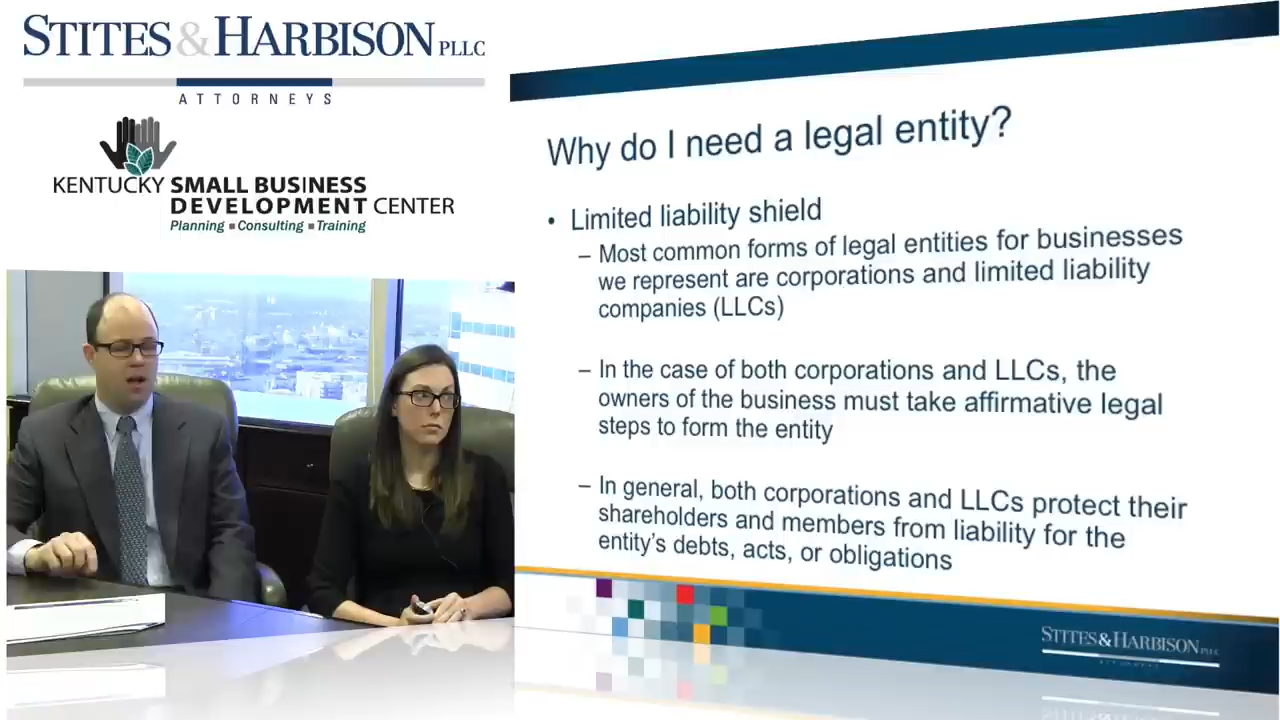 STITES & HARBISON PLLC
ATTORNEYS
KENTUCKY SMALL BUSINESS
DEVELOPMENT CENTER
Planning ▪ Consulting ▪ Training
Why do I need a legal entity?
• Limited liability shield
– Most common forms of legal entities for businesses
we represent are corporations and limited liability
companies (LLCs)
– In the case of both corporations and LLCs, the
owners of the business must take affirmative legal
steps to form the entity
– In general, both corporations and LLCs protect their
shareholders and members from liability for the
entity's debts, acts, or obligations
STITES & HARBISON PLLC
ATTORNEYS